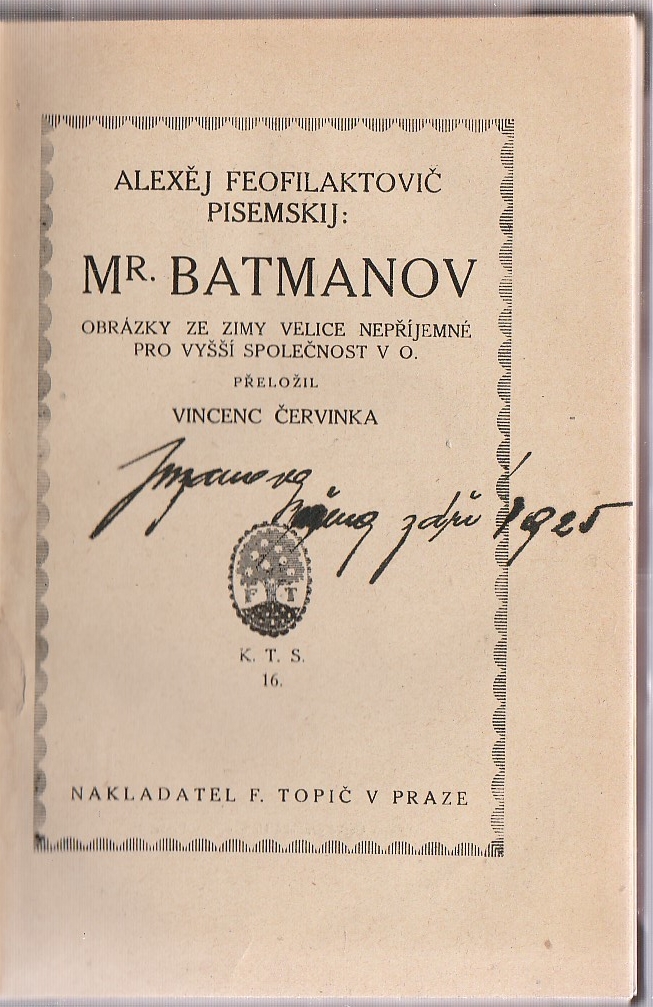 ALEXĚJ FEOFILAKTOVIČ
PISEMSKIJ:
MR. BATMANOV
OBRÁZKY ZE ZIMY VELICE NEPŘÍJEMNÉ
PRO VYŠŠÍ SPOLEČNOST V O.
PŘELOŽIL
VINCENC ČERVINKA
září 1925
F T
K. T. S.
16.
NAKLADATEL F. TOPIČ V PRAZE